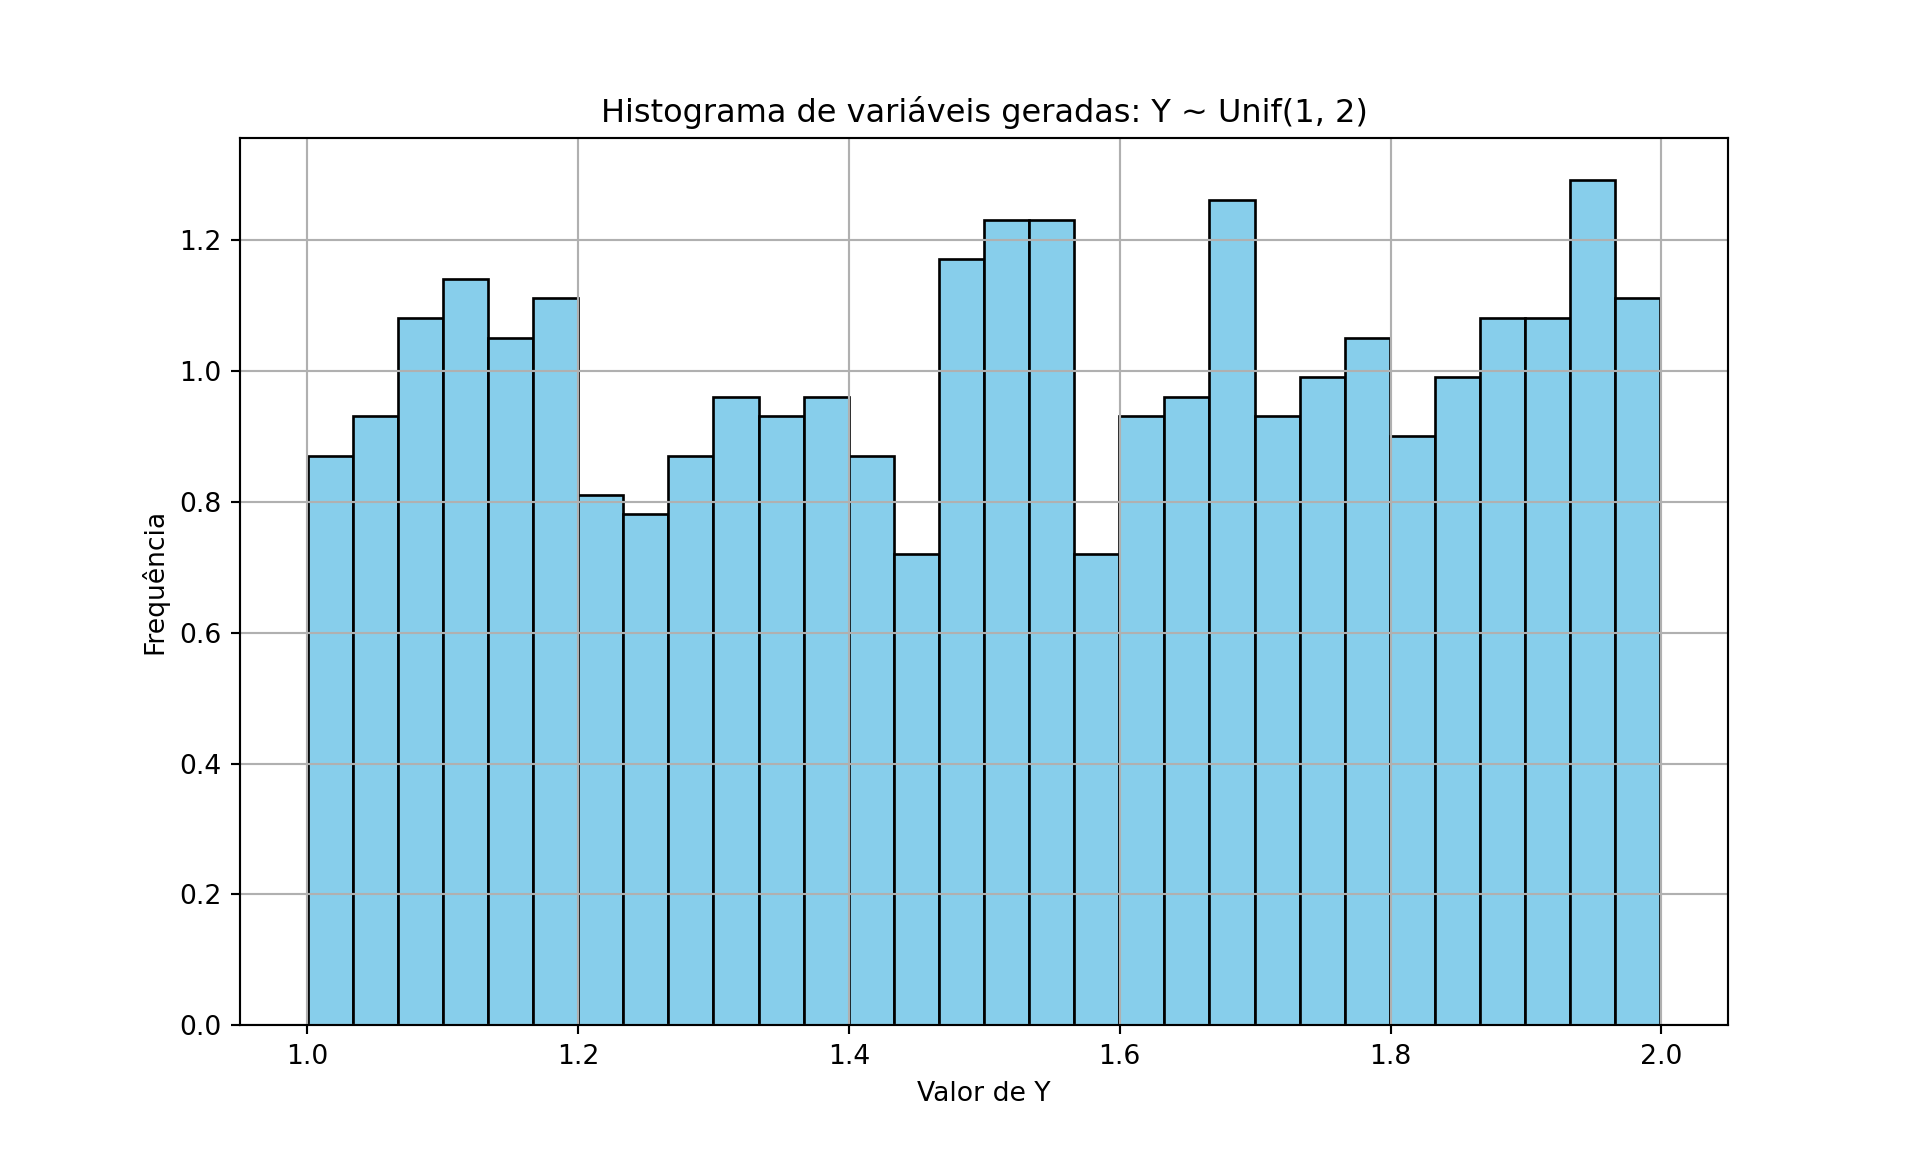 Histograma de variáveis geradas: Y ~ Unif(1, 2)
1.2
1.0
0.8
0.6
0.4
0.2
0.0
Frequência
1.0 1.2 1.4 1.6 1.8 2.0
Valor de Y